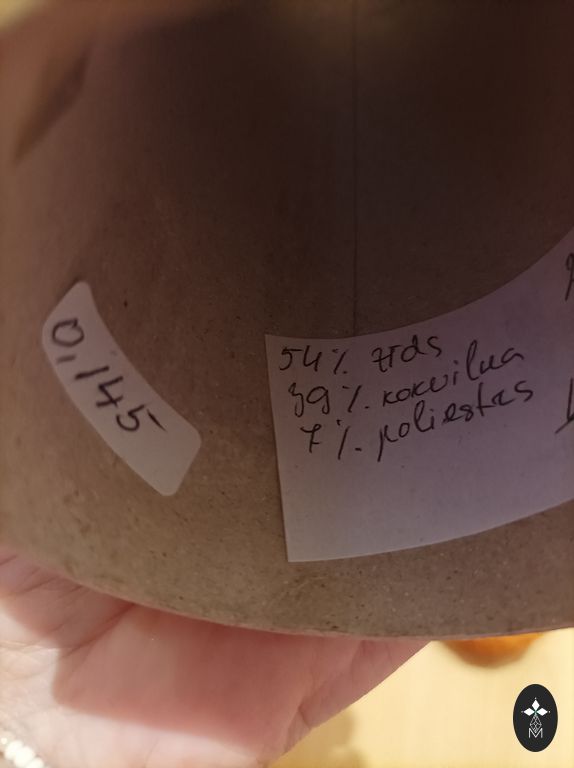 0,145
54% zīds
39% kokvilna
7% poliesters
M